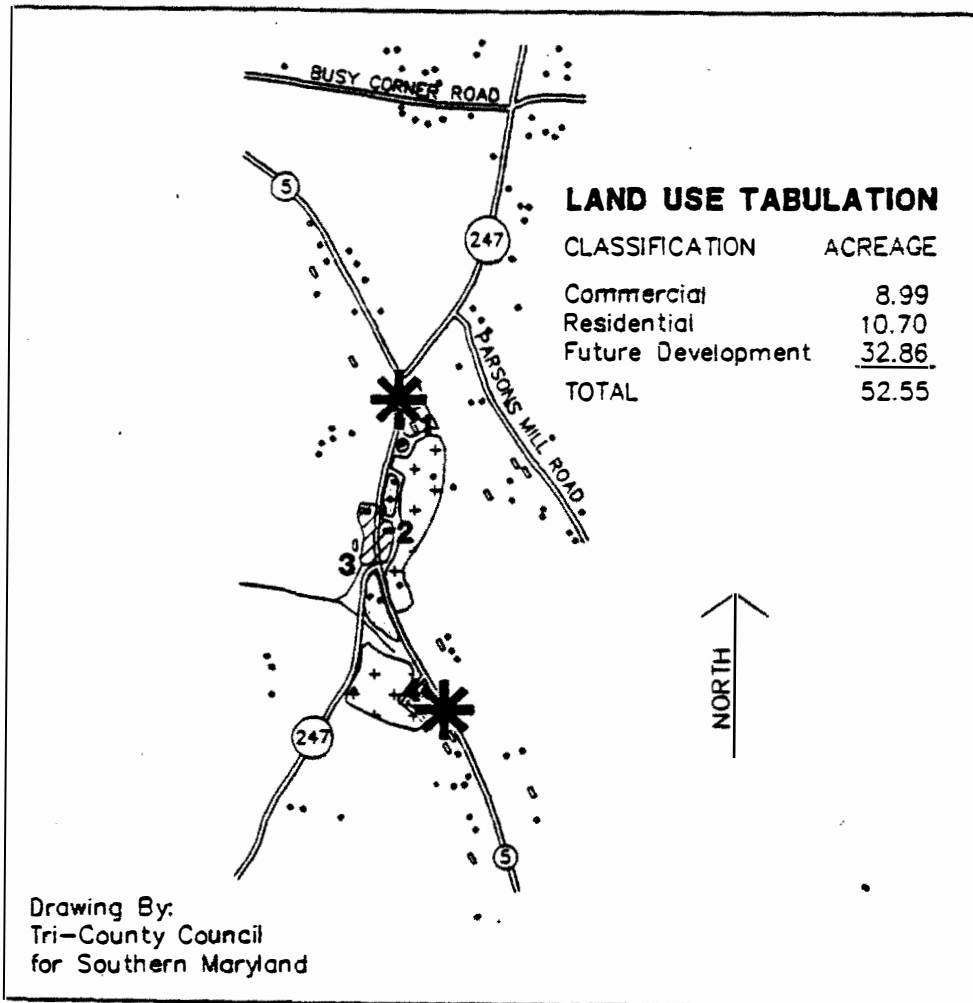 BUSY CORNER ROAD
5
247
LAND USE TABULATION
CLASSIFICATION ACREAGE
Commercial 8.99
Residential 10.70
Future Development 32.86
TOTAL 52.55
PARSONS MILL ROAD
1
2
3
4
NORTH
247
5
Drawing By:
Tri-County Council
for Southern Maryland